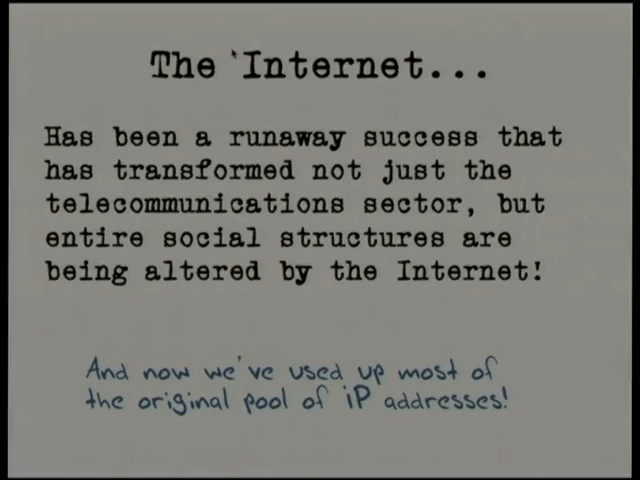 The Internet...
Has been a runaway success that
has transformed not just the
telecommunications sector, but
entire social structures are
being altered by the Internet!
And now we've used up most of
the original pool of iP addresses!